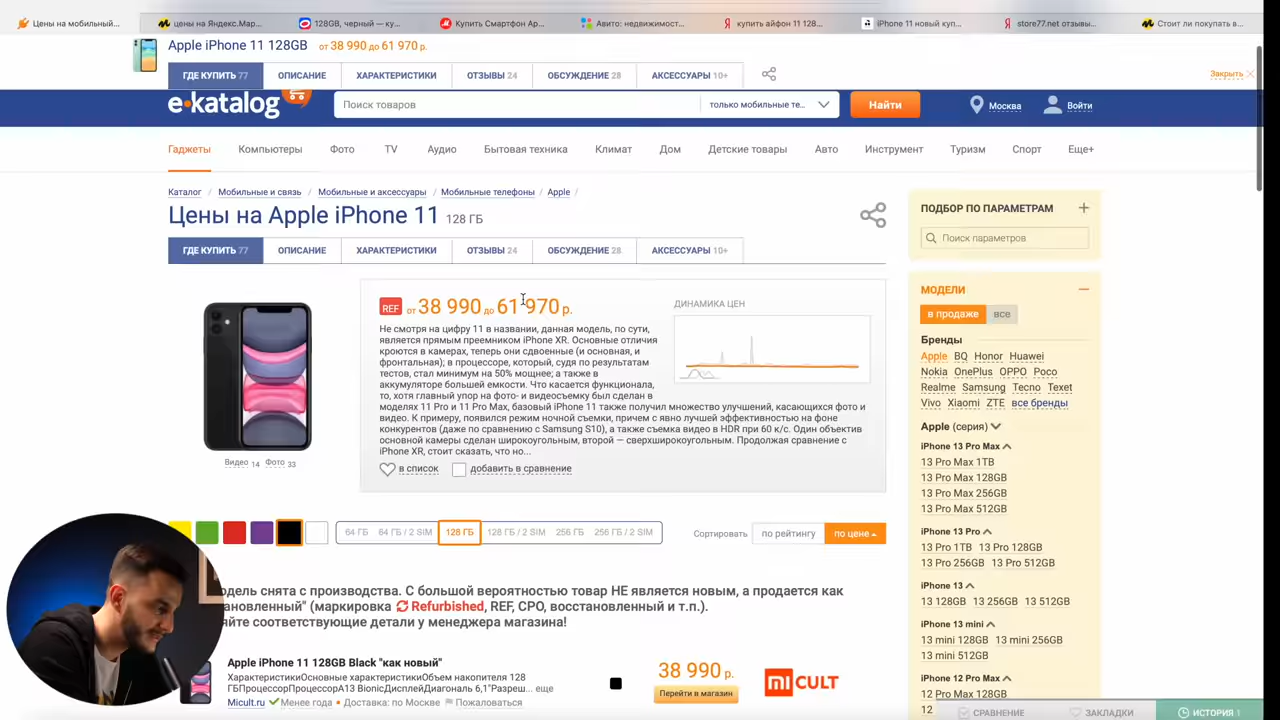 Цены на мобильный...
цены на Яндекс.Мар...
128GB, черный — ку...
Купить Смартфон Ap...
Авито: недвижимост...
купить айфон 11 128...
iPhone 11 новый куп...
store77.net отзывы...
Стоит ли покупать в...
Apple iPhone 11 128GB от 38 990 до 61 970 р.
ГДЕ КУПИТЬ 77
ОПИСАНИЕ
ХАРАКТЕРИСТИКИ
ОТЗЫВЫ 24
ОБСУЖДЕНИЕ 28
АКСЕССУАРЫ 10+
Закрыть
e·katalog
Поиск товаров
только мобильные те...
Найти
Москва
Войти
Гаджеты
Компьютеры
Фото
TV
Аудио
Бытовая техника
Климат
Дом
Детские товары
Авто
Инструмент
Туризм
Спорт
Еще+
Каталог / Мобильные и связь / Мобильные и аксессуары / Мобильные телефоны / Apple /
Цены на Apple iPhone 11 128 ГБ
ГДЕ КУПИТЬ 77
ОПИСАНИЕ
ХАРАКТЕРИСТИКИ
ОТЗЫВЫ 24
ОБСУЖДЕНИЕ 28
АКСЕССУАРЫ 10+
REF от 38 990 до 61 970 р.
Не смотря на цифру 11 в названии, данная модель, по сути,
является прямым преемником iPhone XR. Основные отличия
кроются в камерах, теперь они сдвоенные (и основная, и
фронтальная); в процессоре, который, судя по результатам
тестов, стал минимум на 50% мощнее; а также в
аккумуляторе большей емкости. Что касается функционала,
то, хотя главный упор на фото- и видеосъемку был сделан в
моделях 11 Pro и 11 Pro Max, базовый iPhone 11 также получил множество улучшений, касающихся фото и
видео. К примеру, появился режим ночной съемки, причем с явно лучшей эффективностью на фоне
конкурентов (даже по сравнению с Samsung S10), а также съемка видео в HDR при 60 к/с. Один объектив
основной камеры сделан широкоугольным, второй — сверхширокоугольным. Продолжая сравнение с
iPhone XR, стоит сказать, что но...
ДИНАМИКА ЦЕН
Видео 14 Фото 33
в список
добавить в сравнение
64 ГБ
64 ГБ / 2 SIM
128 ГБ
128 ГБ / 2 SIM
256 ГБ
256 ГБ / 2 SIM
Сортировать
по рейтингу
по цене
одель снята с производства. С большой вероятностью товар НЕ является новым, а продается как
ановленный" (маркировка Refurbished, REF, CPO, восстановленный и т.п.).
яйте соответствующие детали у менеджера магазина!
Apple iPhone 11 128GB Black "как новый"
ХарактеристикиОсновные характеристикиОбъем накопителя 128
ГБПроцессорПроцессорA13 BionicДисплейДиагональ 6,1"Разреш... еще
Micult.ru Менее года • Доставка: по Москве Пожаловаться
38 990 р.
Перейти в магазин
MI CULT
ПОДБОР ПО ПАРАМЕТРАМ
Поиск параметров
МОДЕЛИ
в продаже
все
Бренды
Apple BQ Honor Huawei
Nokia OnePlus OPPO Poco
Realme Samsung Tecno Texet
Vivo Xiaomi ZTE все бренды
Apple (серия)
iPhone 13 Pro Max
13 Pro Max 1TB
13 Pro Max 128GB
13 Pro Max 256GB
13 Pro Max 512GB
iPhone 13 Pro
13 Pro 1TB 13 Pro 128GB
13 Pro 256GB 13 Pro 512GB
iPhone 13
13 128GB 13 256GB 13 512GB
iPhone 13 mini
13 mini 128GB 13 mini 256GB
13 mini 512GB
iPhone 12 Pro Max
12 Pro Max 128GB
12
СРАВНЕНИЕ
ЗАКЛАДКИ
ИСТОРИЯ 1